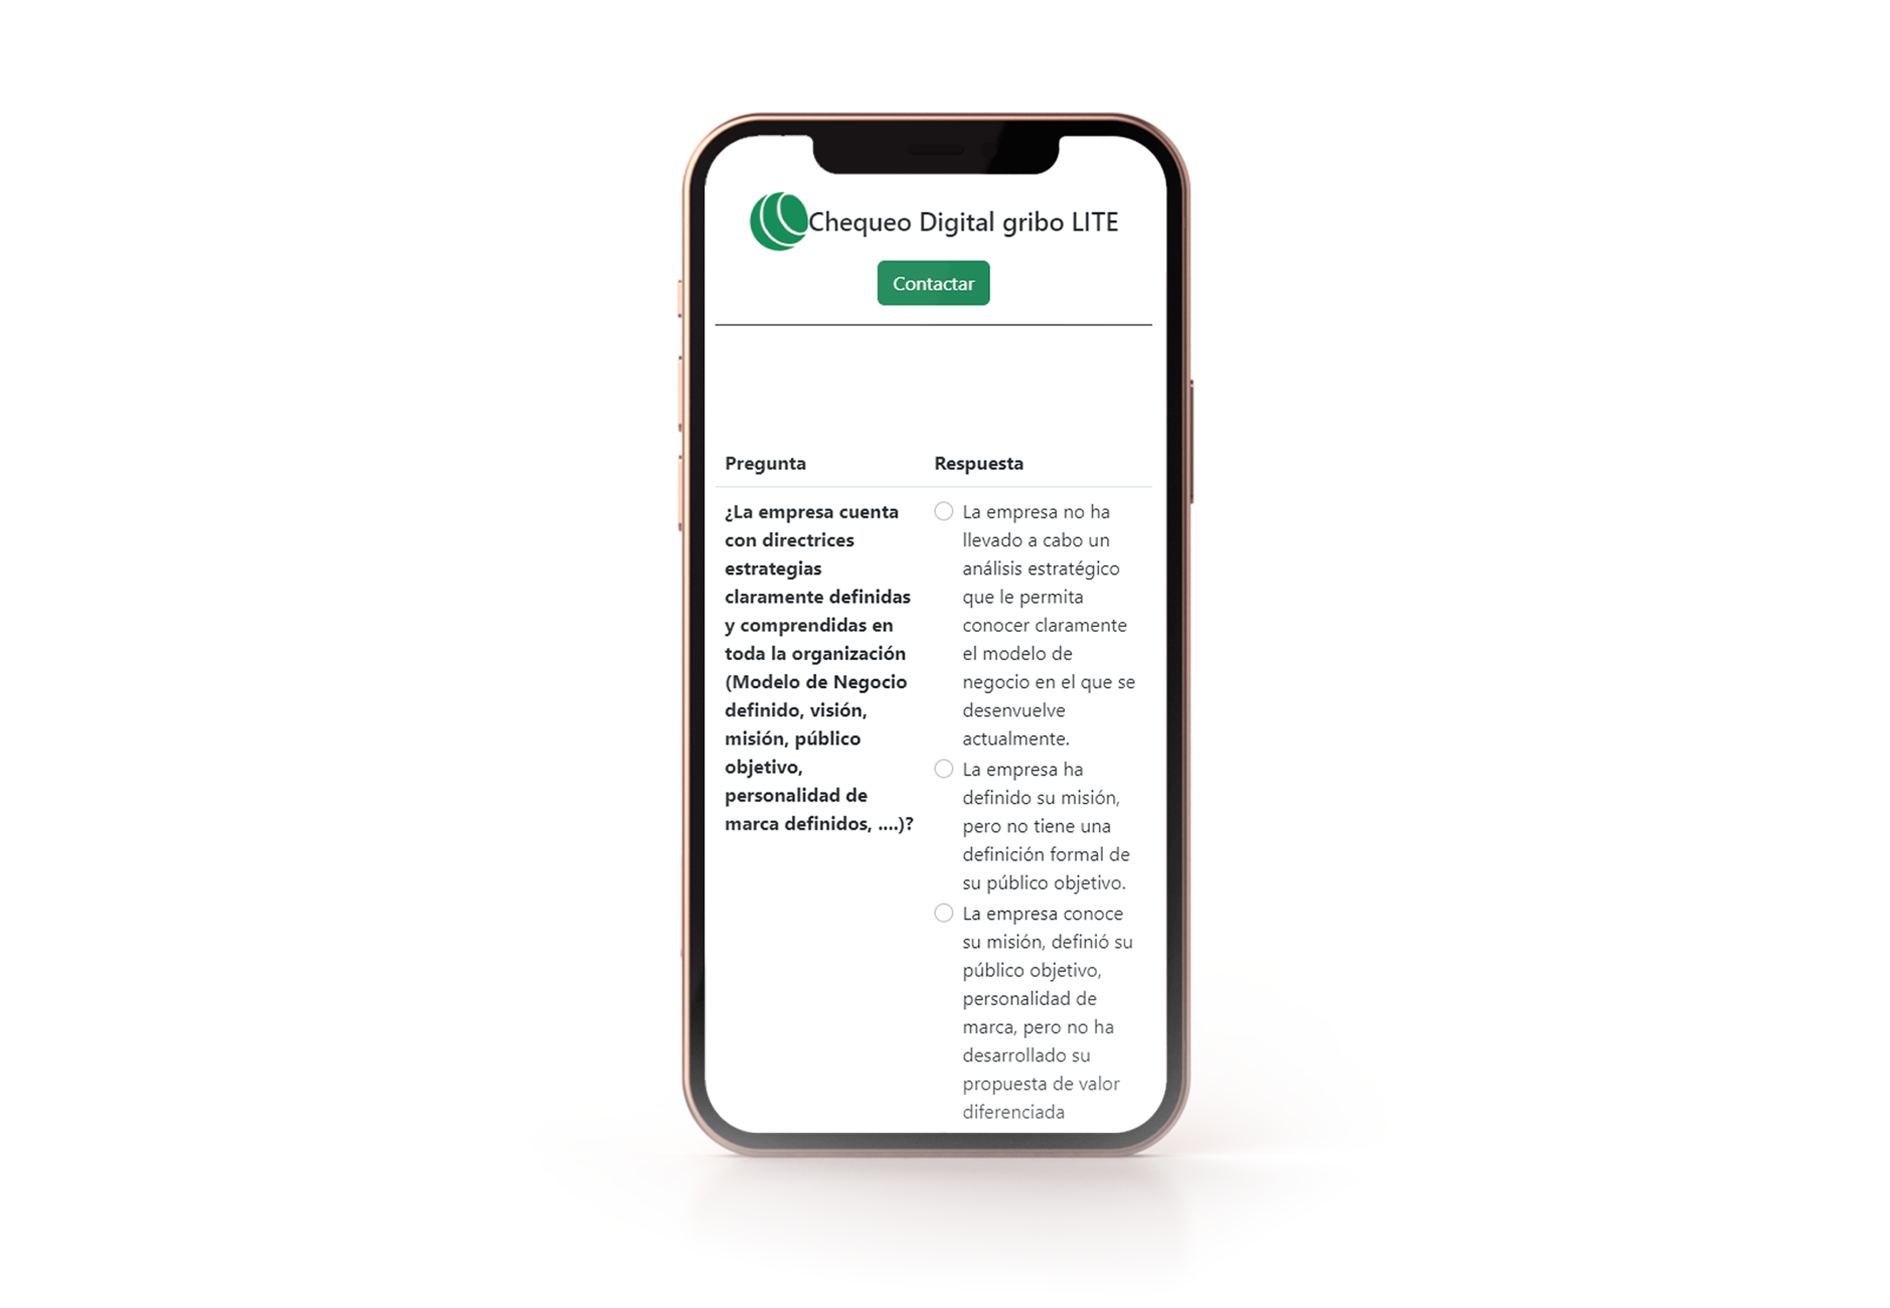 Chequeo Digital gribo LITE
Contactar
Pregunta
Respuesta
¿La empresa cuenta
con directrices
estrategias
claramente definidas
y comprendidas en
toda la organización
(Modelo de Negocio
definido, visión,
misión, público
objetivo,
personalidad de
marca definidos, ....)?
La empresa no ha
llevado a cabo un
análisis estratégico
que le permita
conocer claramente
el modelo de
negocio en el que se
desenvuelve
actualmente.
La empresa ha
definido su misión,
pero no tiene una
definición formal de
su público objetivo.
La empresa conoce
su misión, definió su
público objetivo,
personalidad de
marca, pero no ha
desarrollado su
propuesta de valor
diferenciada